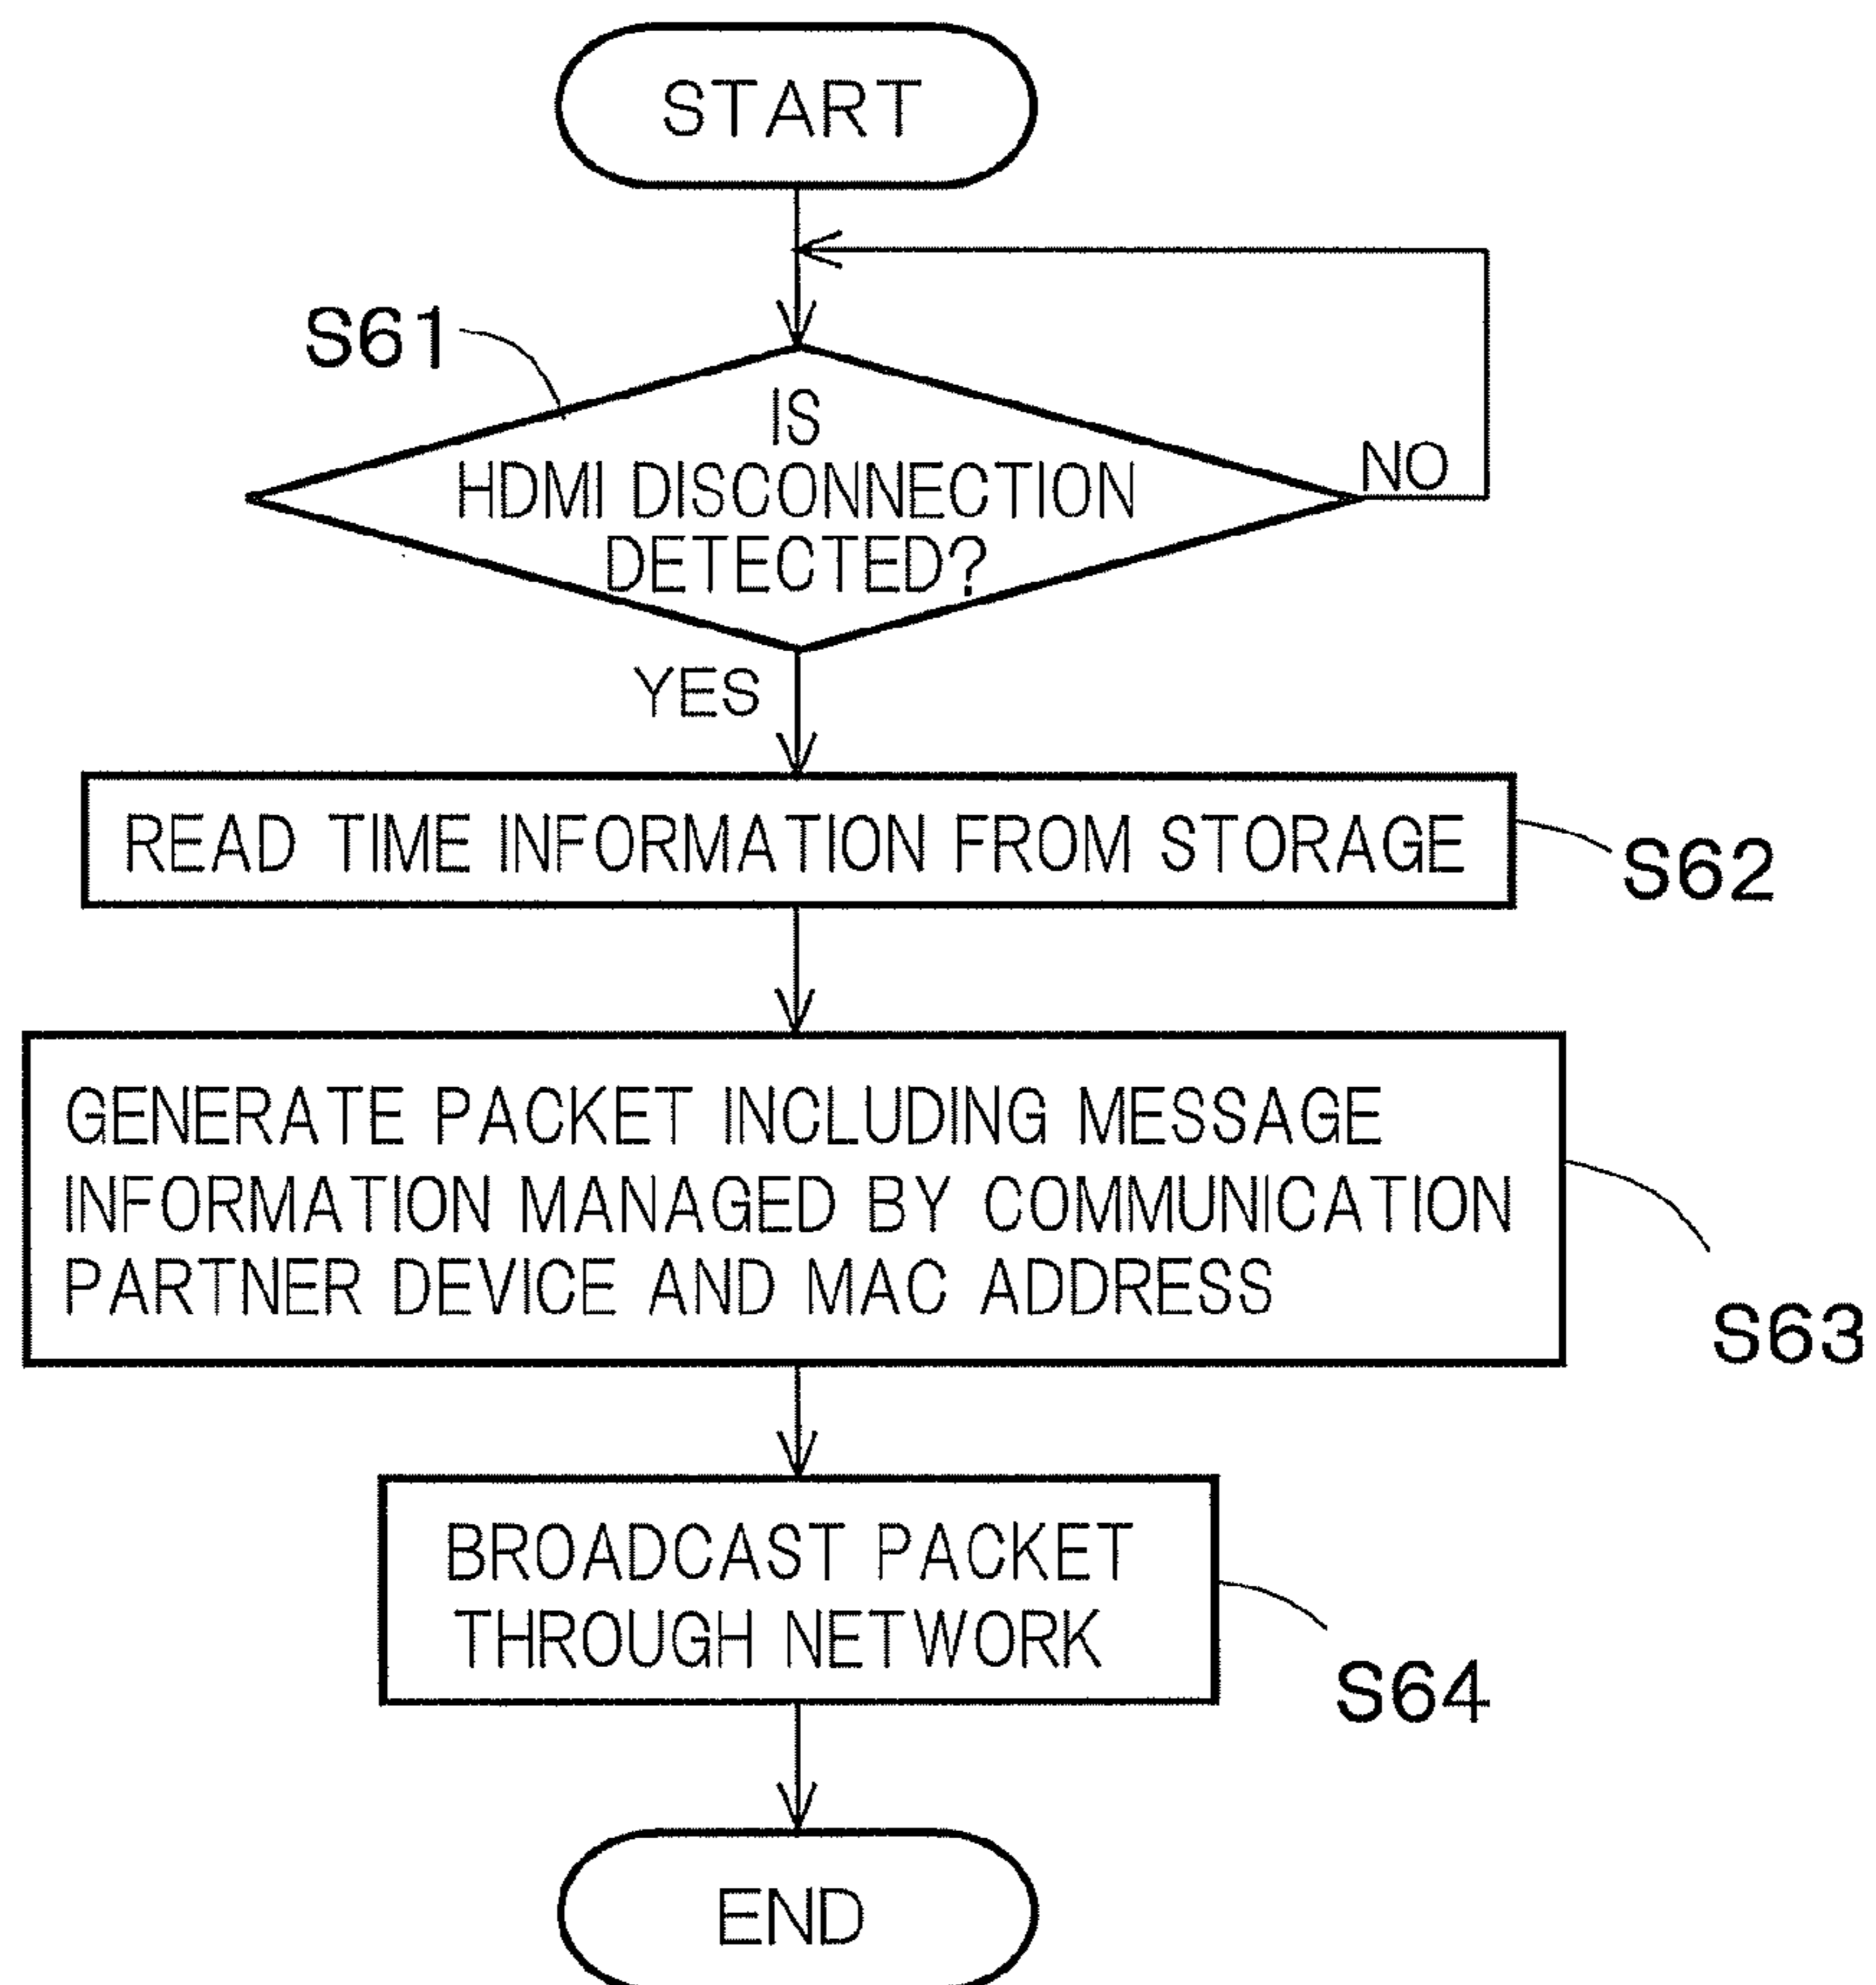 START
S61
IS
HDMI DISCONNECTION
DETECTED?
NO
YES
READ TIME INFORMATION FROM STORAGE
S62
GENERATE PACKET INCLUDING MESSAGE
INFORMATION MANAGED BY COMMUNICATION
PARTNER DEVICE AND MAC ADDRESS
S63
BROADCAST PACKET
THROUGH NETWORK
S64
END